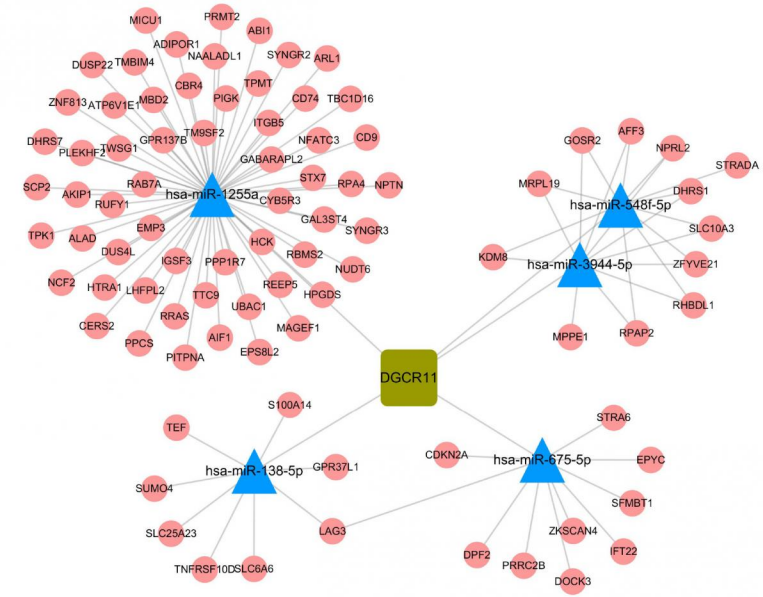 MICU1
PRMT2
ABI1
ADIPOR1
NAALADL1
SYNGR2
ARL1
DUSP22
TMBIM4
CBR4
PIGK
TPMT
CD74
TBC1D16
ZNF813
ATP6V1E1
MBD2
ITGB5
NFATC3
CD9
DHRS7
PLEKHF2
TWSG1
GPR137B
TM9SF2
GABARAPL2
SCP2
AKIP1
RAB7A
hsa-miR-1255a
STX7
RPA4
NPTN
RUFY1
CYB5R3
GAL3ST4
SYNGR3
TPK1
ALAD
EMP3
DUS4L
HCK
RBMS2
NUDT6
IGSF3
PPP1R7
NCF2
HTRA1
LHFPL2
TTC9
REEP5
HPGDS
UBAC1
CERS2
RRAS
MAGEF1
PPCS
AIF1
PITPNA
EPS8L2
GOSR2
AFF3
NPRL2
STRADA
MRPL19
DHRS1
hsa-miR-548f-5p
SLC10A3
KDM8
hsa-miR-3944-5p
ZFYVE21
RHBDL1
MPPE1
RPAP2
DGCR11
S100A14
TEF
hsa-miR-138-5p
GPR37L1
SUMO4
SLC25A23
LAG3
TNFRSF10D
SLC6A6
STRA6
CDKN2A
hsa-miR-675-5p
EPYC
SFMBT1
ZKSCAN4
IFT22
DPF2
PRRC2B
DOCK3